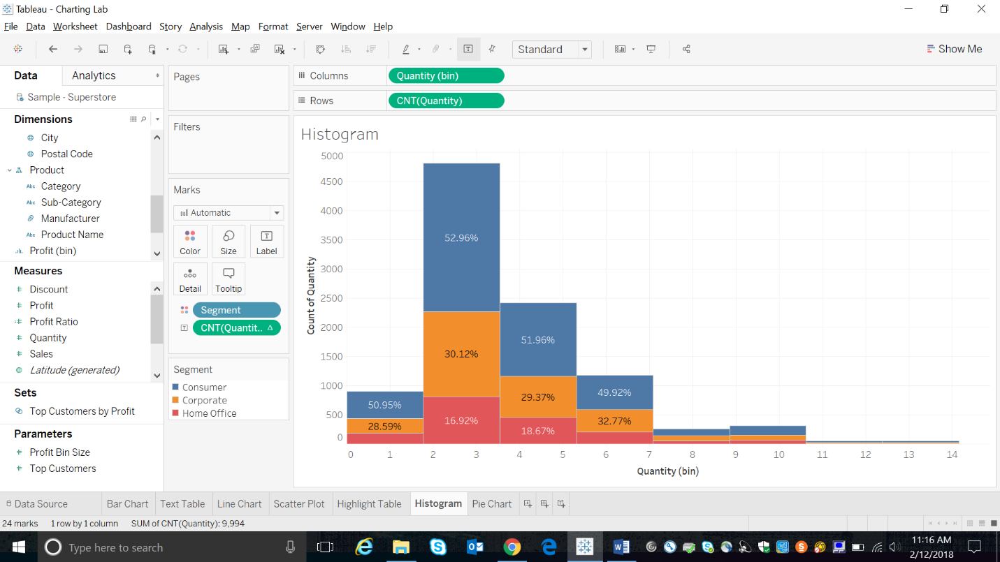 Tableau - Charting Lab
File Data Worksheet Dashboard Story Analysis Map Format Server Window Help
Standard
Show Me
Data
Analytics
Sample - Superstore
Dimensions
City
Postal Code
Product
Abc Category
Abc Sub-Category
Manufacturer
Abc Product Name
Profit (bin)
Measures
# Discount
# Profit
=# Profit Ratio
# Quantity
# Sales
Latitude (generated)
Sets
Top Customers by Profit
Parameters
# Profit Bin Size
# Top Customers
Pages
Filters
Marks
Automatic
Color
Size
T
Label
Detail
Tooltip
Segment
T CNT(Quantit.. Δ
Segment
Consumer
Corporate
Home Office
iii Columns
Quantity (bin)
Rows
CNT(Quantity)
Histogram
Count of Quantity
5000
4500
4000
3500
3000
2500
2000
1500
1000
500
0
50.95%
28.59%
52.96%
30.12%
16.92%
51.96%
29.37%
18.67%
49.92%
32.77%
0 1 2 3 4 5 6 7 8 9 10 11 12 13 14
Quantity (bin)
Data Source
Bar Chart
Text Table
Line Chart
Scatter Plot
Highlight Table
Histogram
Pie Chart
24 marks 1 row by 1 column SUM of CNT(Quantity): 9,994
Type here to search
11:16 AM
2/12/2018